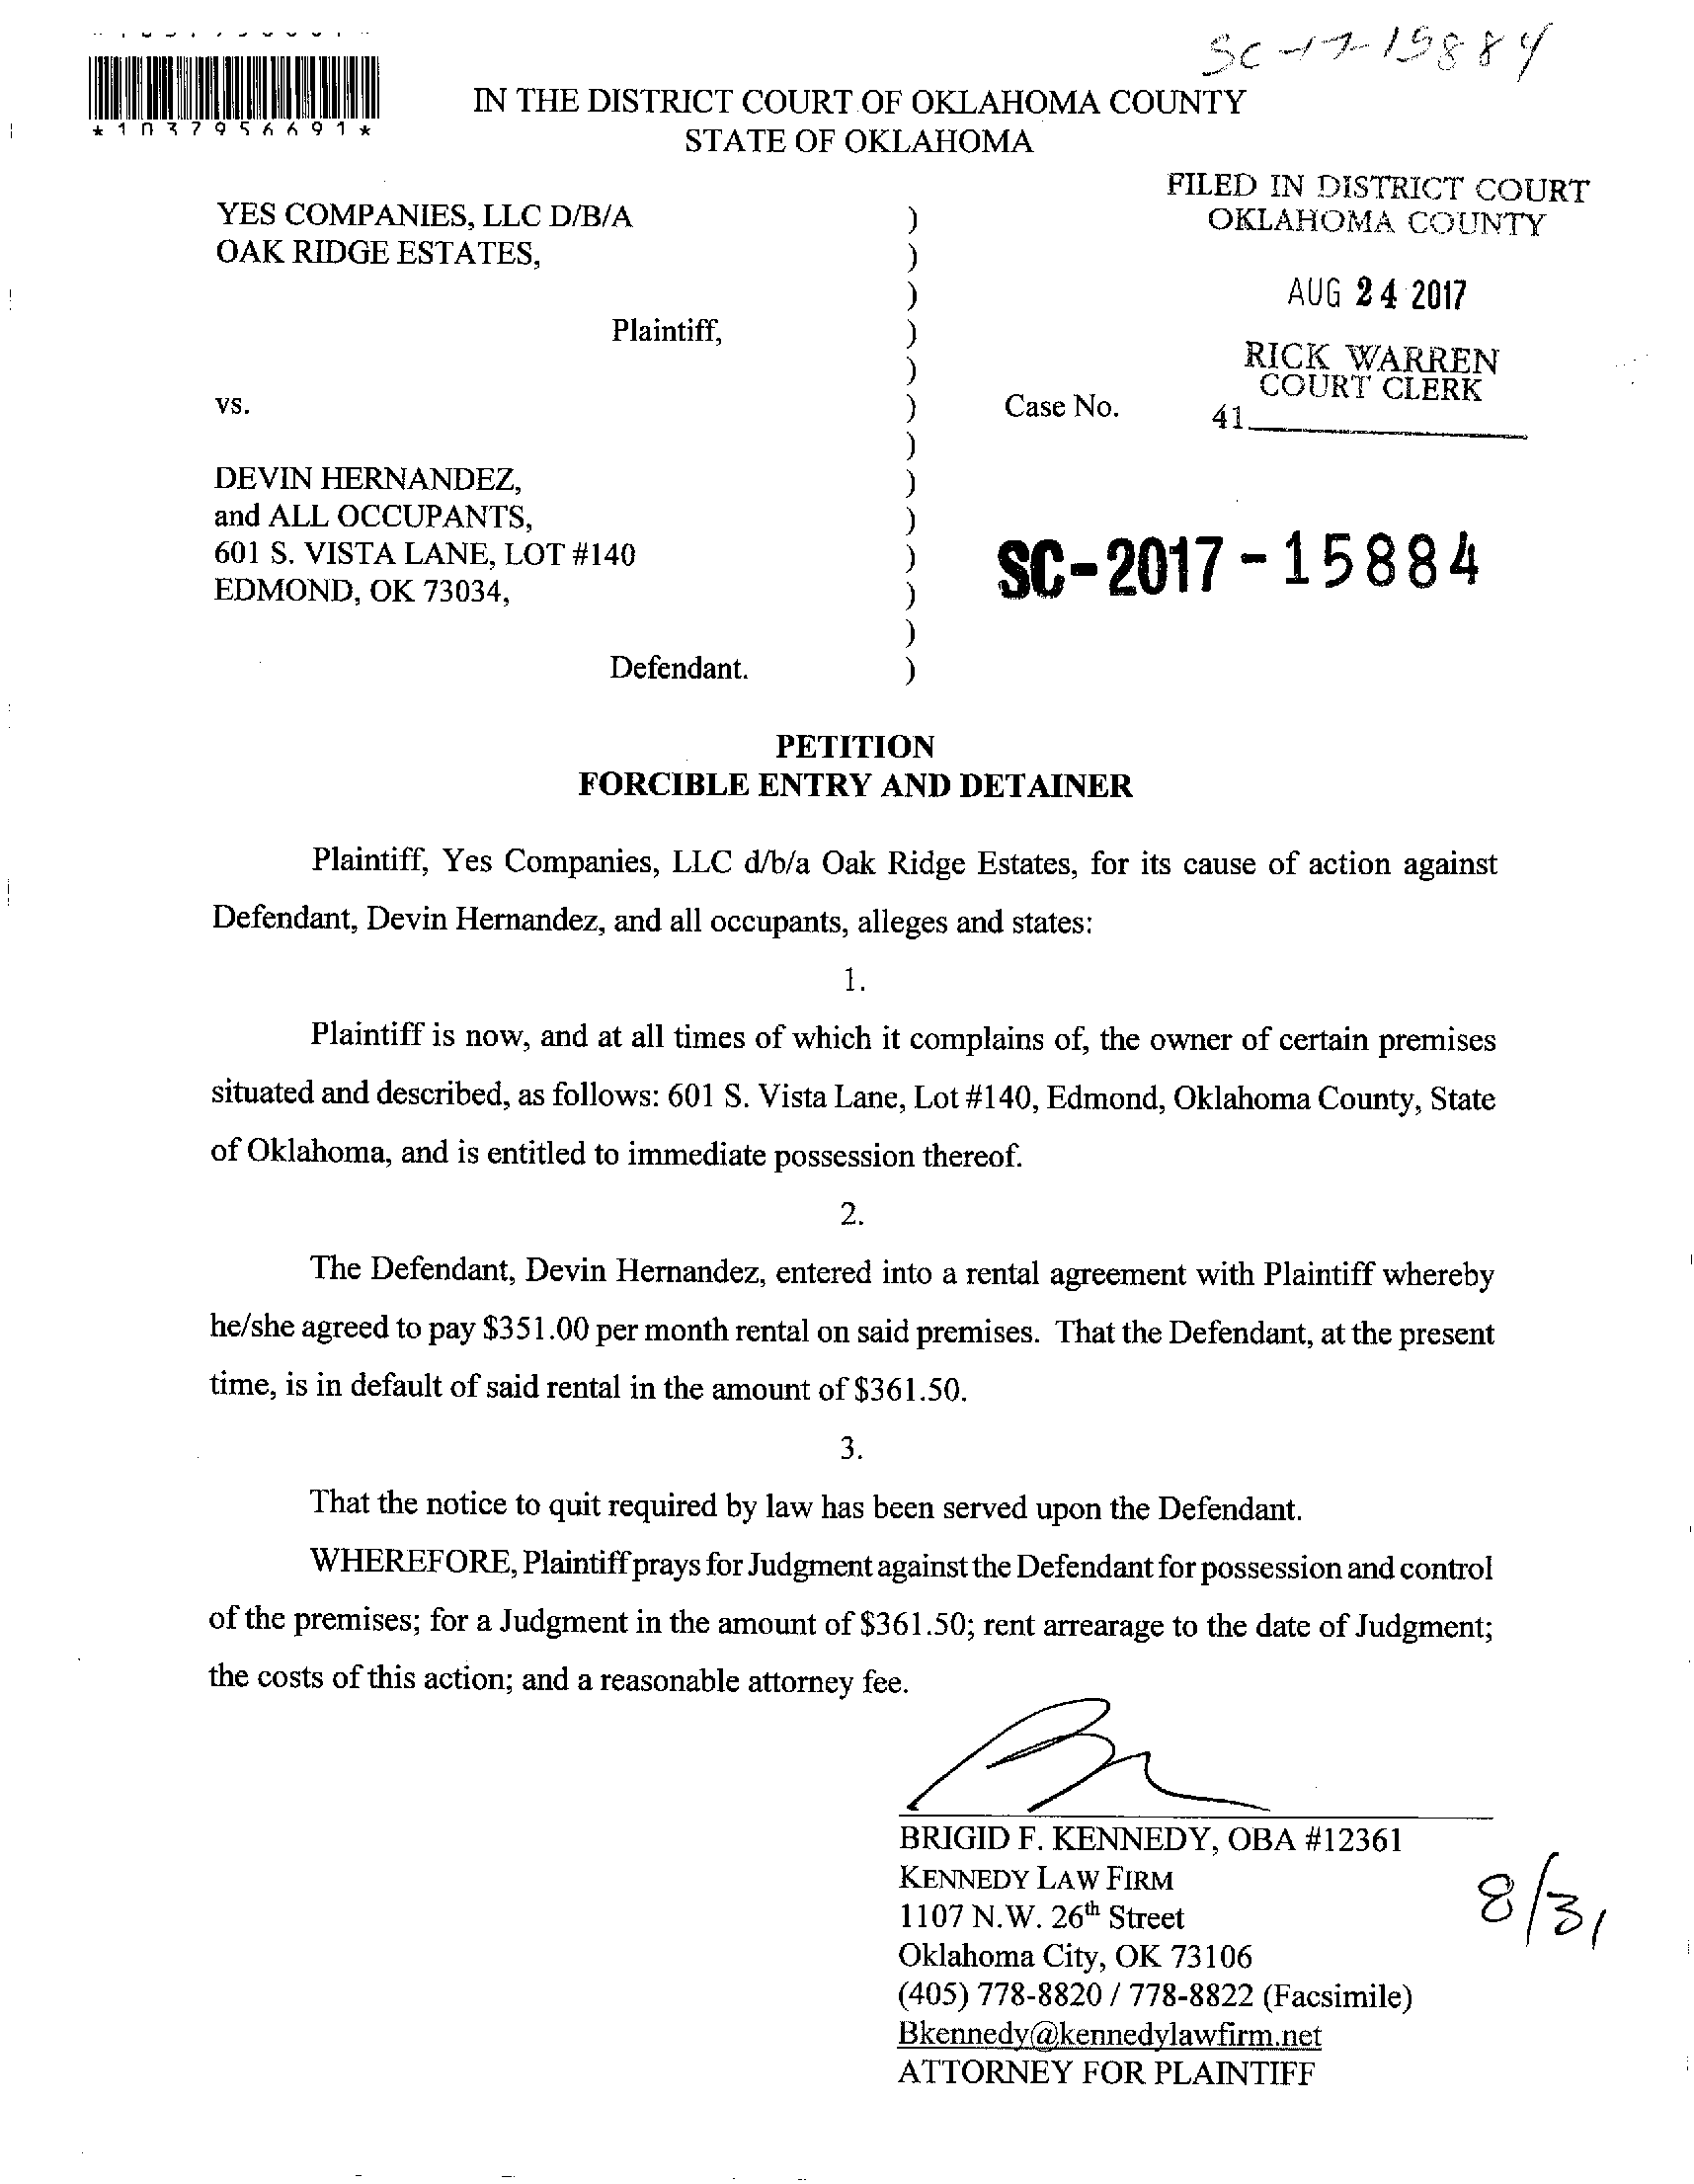 SC-17-15884
*1037956691*
IN THE DISTRICT COURT OF OKLAHOMA COUNTY
STATE OF OKLAHOMA
FILED IN DISTRICT COURT
OKLAHOMA COUNTY
AUG 24 2017
RICK WARREN
COURT CLERK
41
YES COMPANIES, LLC D/B/A )
OAK RIDGE ESTATES, )
)
Plaintiff, )
)
vs. ) Case No.
)
DEVIN HERNANDEZ, )
and ALL OCCUPANTS, )
601 S. VISTA LANE, LOT #140 ) SC-2017-15884
EDMOND, OK 73034, )
)
Defendant. )
PETITION
FORCIBLE ENTRY AND DETAINER
Plaintiff, Yes Companies, LLC d/b/a Oak Ridge Estates, for its cause of action against
Defendant, Devin Hernandez, and all occupants, alleges and states:
1.
Plaintiff is now, and at all times of which it complains of, the owner of certain premises
situated and described, as follows: 601 S. Vista Lane, Lot #140, Edmond, Oklahoma County, State
of Oklahoma, and is entitled to immediate possession thereof.
2.
The Defendant, Devin Hernandez, entered into a rental agreement with Plaintiff whereby
he/she agreed to pay $351.00 per month rental on said premises. That the Defendant, at the present
time, is in default of said rental in the amount of $361.50.
3.
That the notice to quit required by law has been served upon the Defendant.
WHEREFORE, Plaintiff prays for Judgment against the Defendant for possession and control
of the premises; for a Judgment in the amount of $361.50; rent arrearage to the date of Judgment;
the costs of this action; and a reasonable attorney fee.
BRIGID F. KENNEDY, OBA #12361
KENNEDY LAW FIRM
1107 N.W. 26th Street
Oklahoma City, OK 73106
(405) 778-8820 / 778-8822 (Facsimile)
Bkennedy@kennedylawfirm.net
ATTORNEY FOR PLAINTIFF
8/31